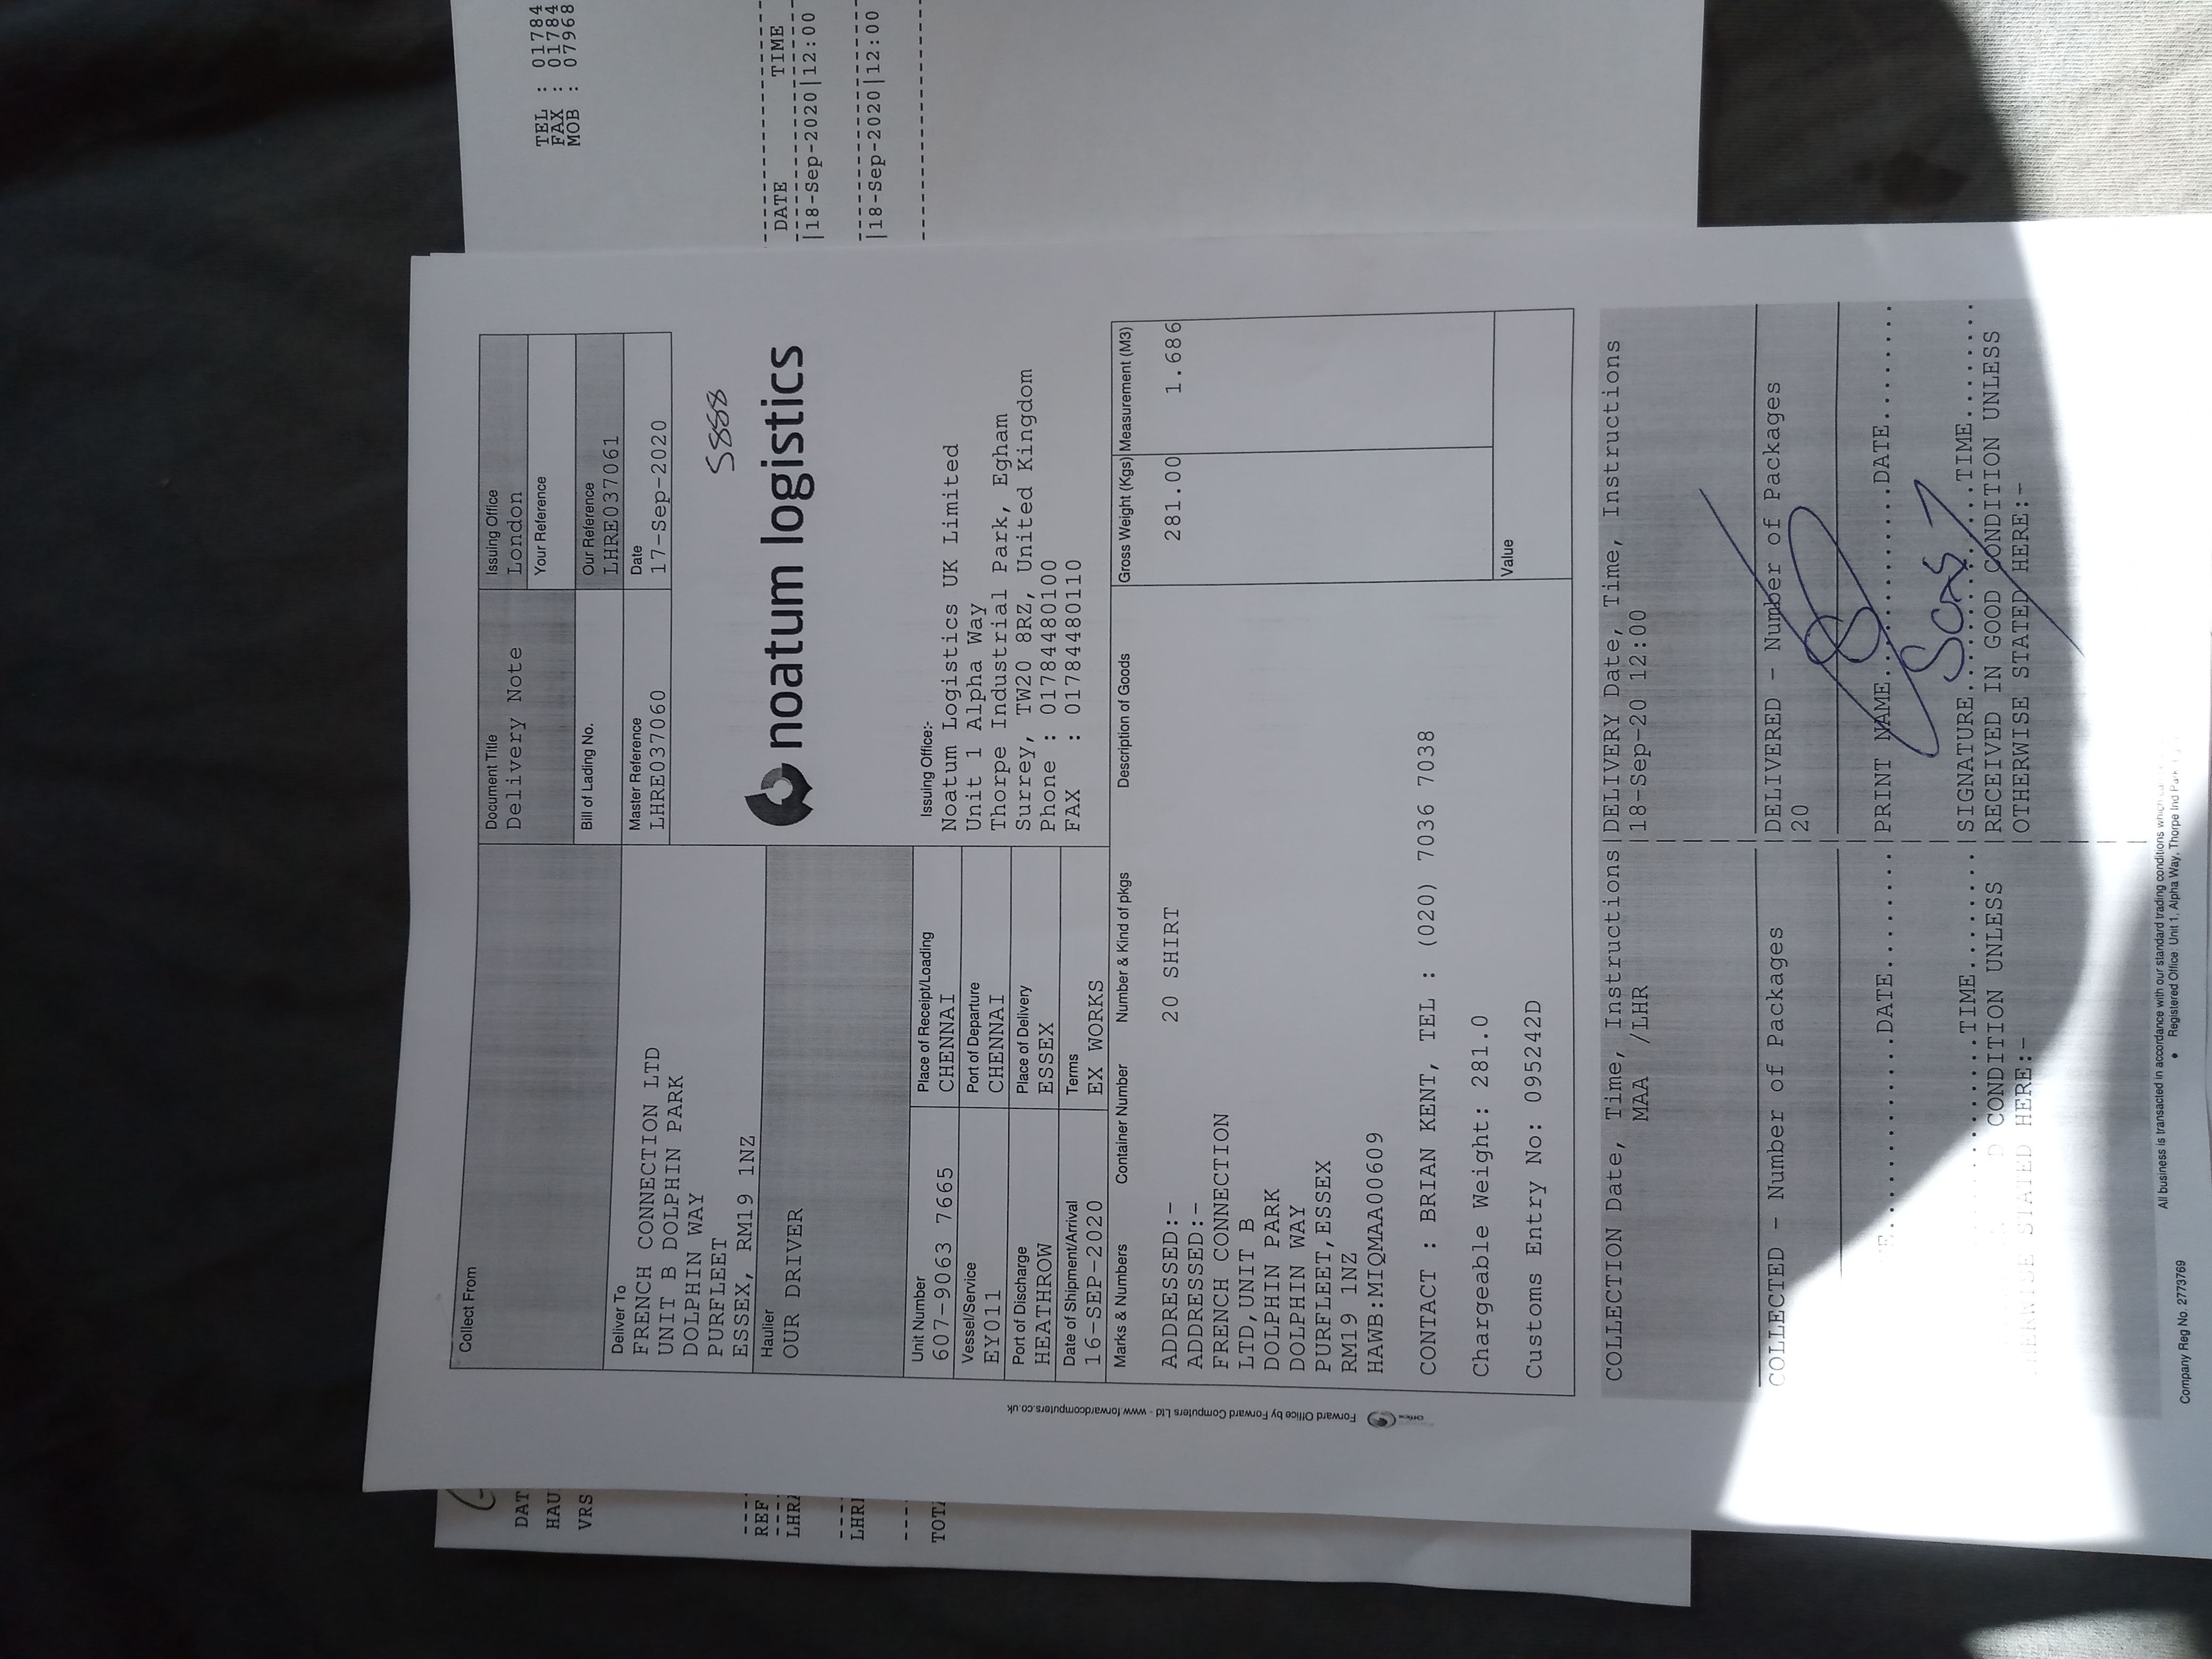 TEL : 01784
FAX : 01784
MOB : 07968
DATE TIME
|18-Sep-2020|12:00
|18-Sep-2020|12:00
DAT
HAU
VRS
REF
LHRA
LHRE
TOTA
Collect From
Document Title
Delivery Note
Issuing Office
London
Your Reference
Bill of Lading No.
Our Reference
LHRE037061
Master Reference
LHRE037060
Date
17-Sep-2020
Deliver To
FRENCH CONNECTION LTD
UNIT B DOLPHIN PARK
DOLPHIN WAY
PURFLEET
ESSEX, RM19 1NZ
S888
noatum logistics
Haulier
OUR DRIVER
Issuing Office:-
Noatum Logistics UK Limited
Unit 1 Alpha Way
Thorpe Industrial Park, Egham
Surrey, TW20 8RZ, United Kingdom
Phone : 01784480100
FAX : 01784480110
Unit Number
607-9063 7665
Place of Receipt/Loading
CHENNAI
Vessel/Service
EY011
Port of Departure
CHENNAI
Port of Discharge
HEATHROW
Place of Delivery
ESSEX
Date of Shipment/Arrival
16-SEP-2020
Terms
EX WORKS
Marks & Numbers Container Number Number & Kind of pkgs Description of Goods Gross Weight (Kgs) Measurement (M3)
ADDRESSED:- 20 SHIRT 281.00 1.686
ADDRESSED:-
FRENCH CONNECTION
LTD,UNIT B
DOLPHIN PARK
DOLPHIN WAY
PURFLEET,ESSEX
RM19 1NZ
HAWB:MIQMAA00609
CONTACT : BRIAN KENT, TEL : (020) 7036 7038
Chargeable Weight: 281.0
Customs Entry No: 095242D
Value
Forward Office by Forward Computers Ltd - www.forwardcomputers.co.uk
COLLECTION Date, Time, Instructions|DELIVERY Date, Time, Instructions
MAA /LHR |18-Sep-20 12:00
COLLECTED - Number of Packages |DELIVERED - Number of Packages
|20
DATE........ |PRINT NAME..................DATE........
TIME........ |SIGNATURE..................TIME........
CONDITION UNLESS |RECEIVED IN GOOD CONDITION UNLESS
HERE:- |OTHERWISE STATED HERE:-
All business is transacted in accordance with our standard trading conditions
Company Reg No. 2773769 • Registered Office: Unit 1, Alpha Way, Thorpe Ind Park